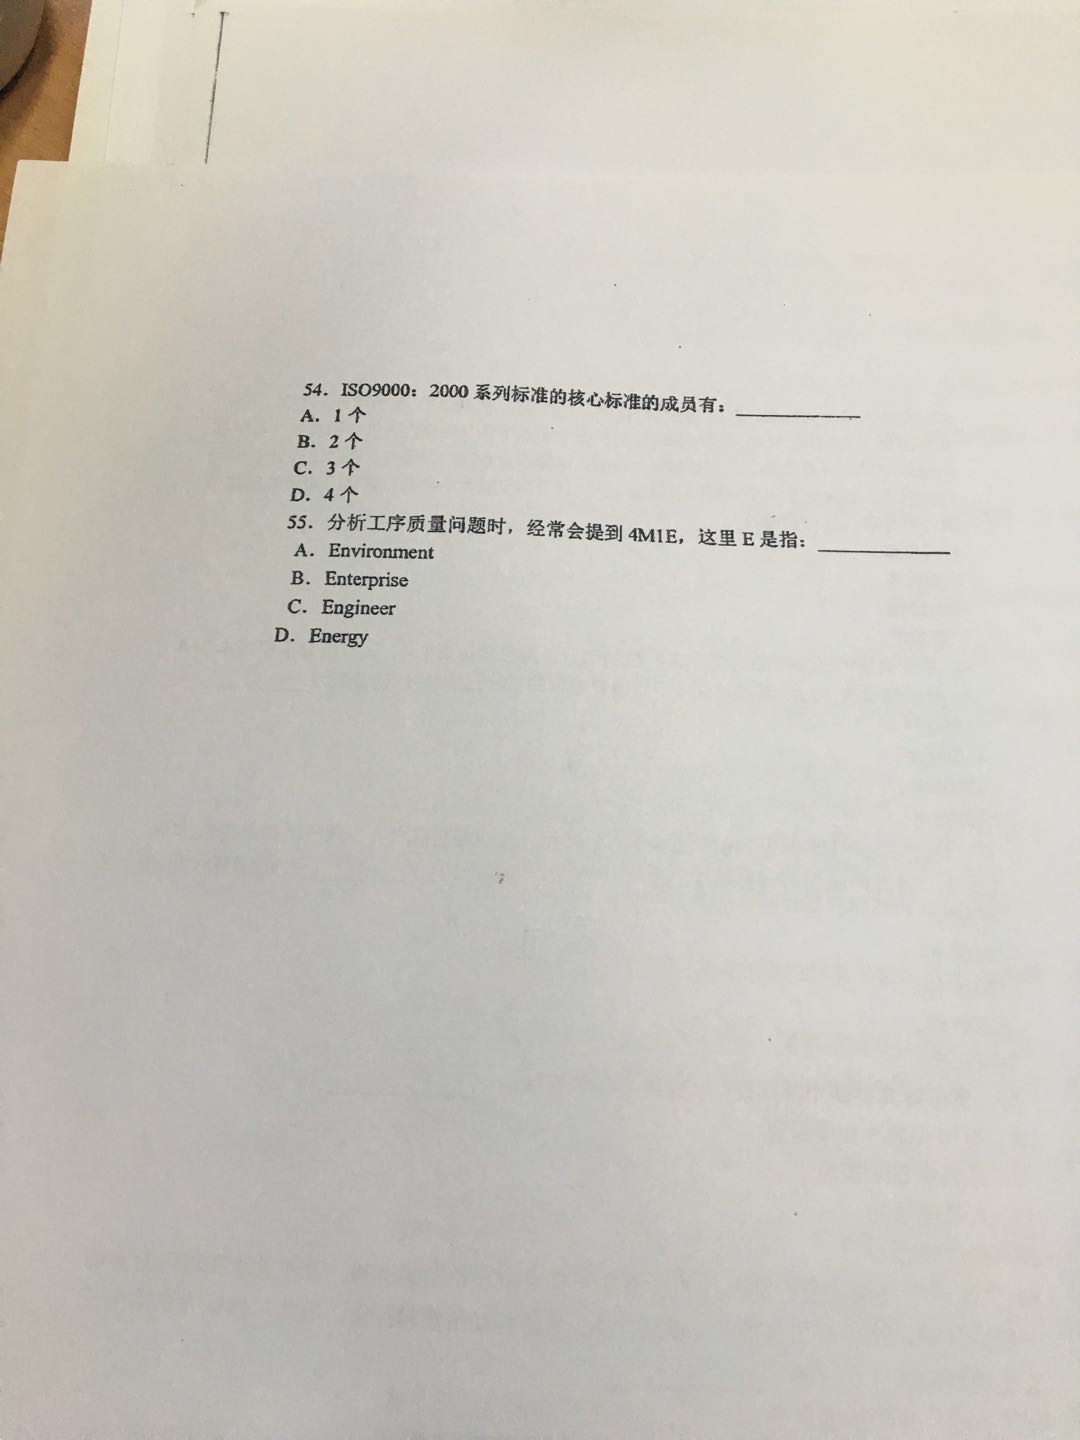 54．ISO9000：2000 系列标准的核心标准的成员有：__________
A．1 个
B．2 个
C．3 个
D．4 个
55．分析工序质量问题时，经常会提到 4M1E，这里 E 是指：__________
A．Environment
B．Enterprise
C．Engineer
D．Energy